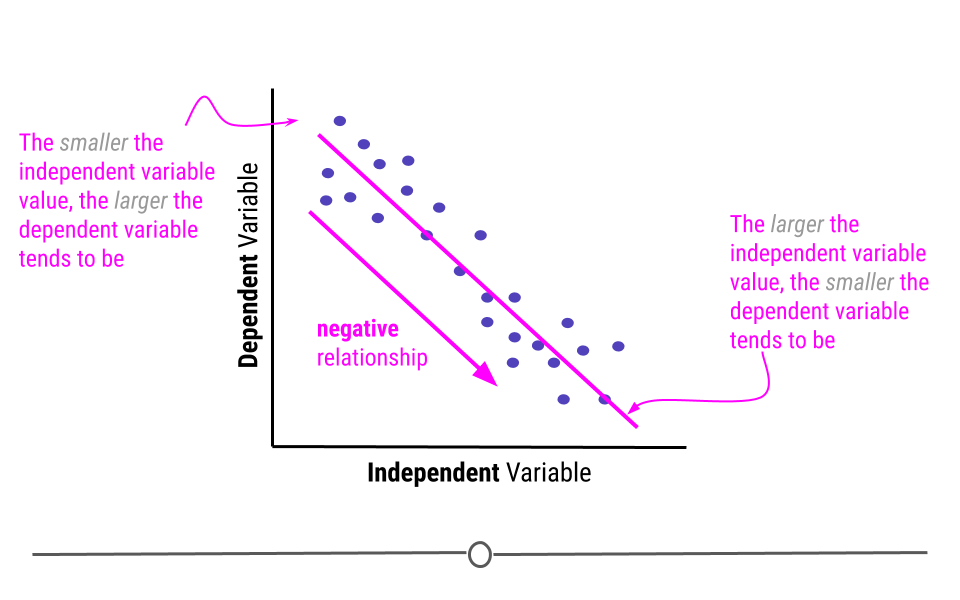 The smaller the
independent variable
value, the larger the
dependent variable
tends to be
Dependent Variable
negative
relationship
The larger the
independent variable
value, the smaller the
dependent variable
tends to be
Independent Variable